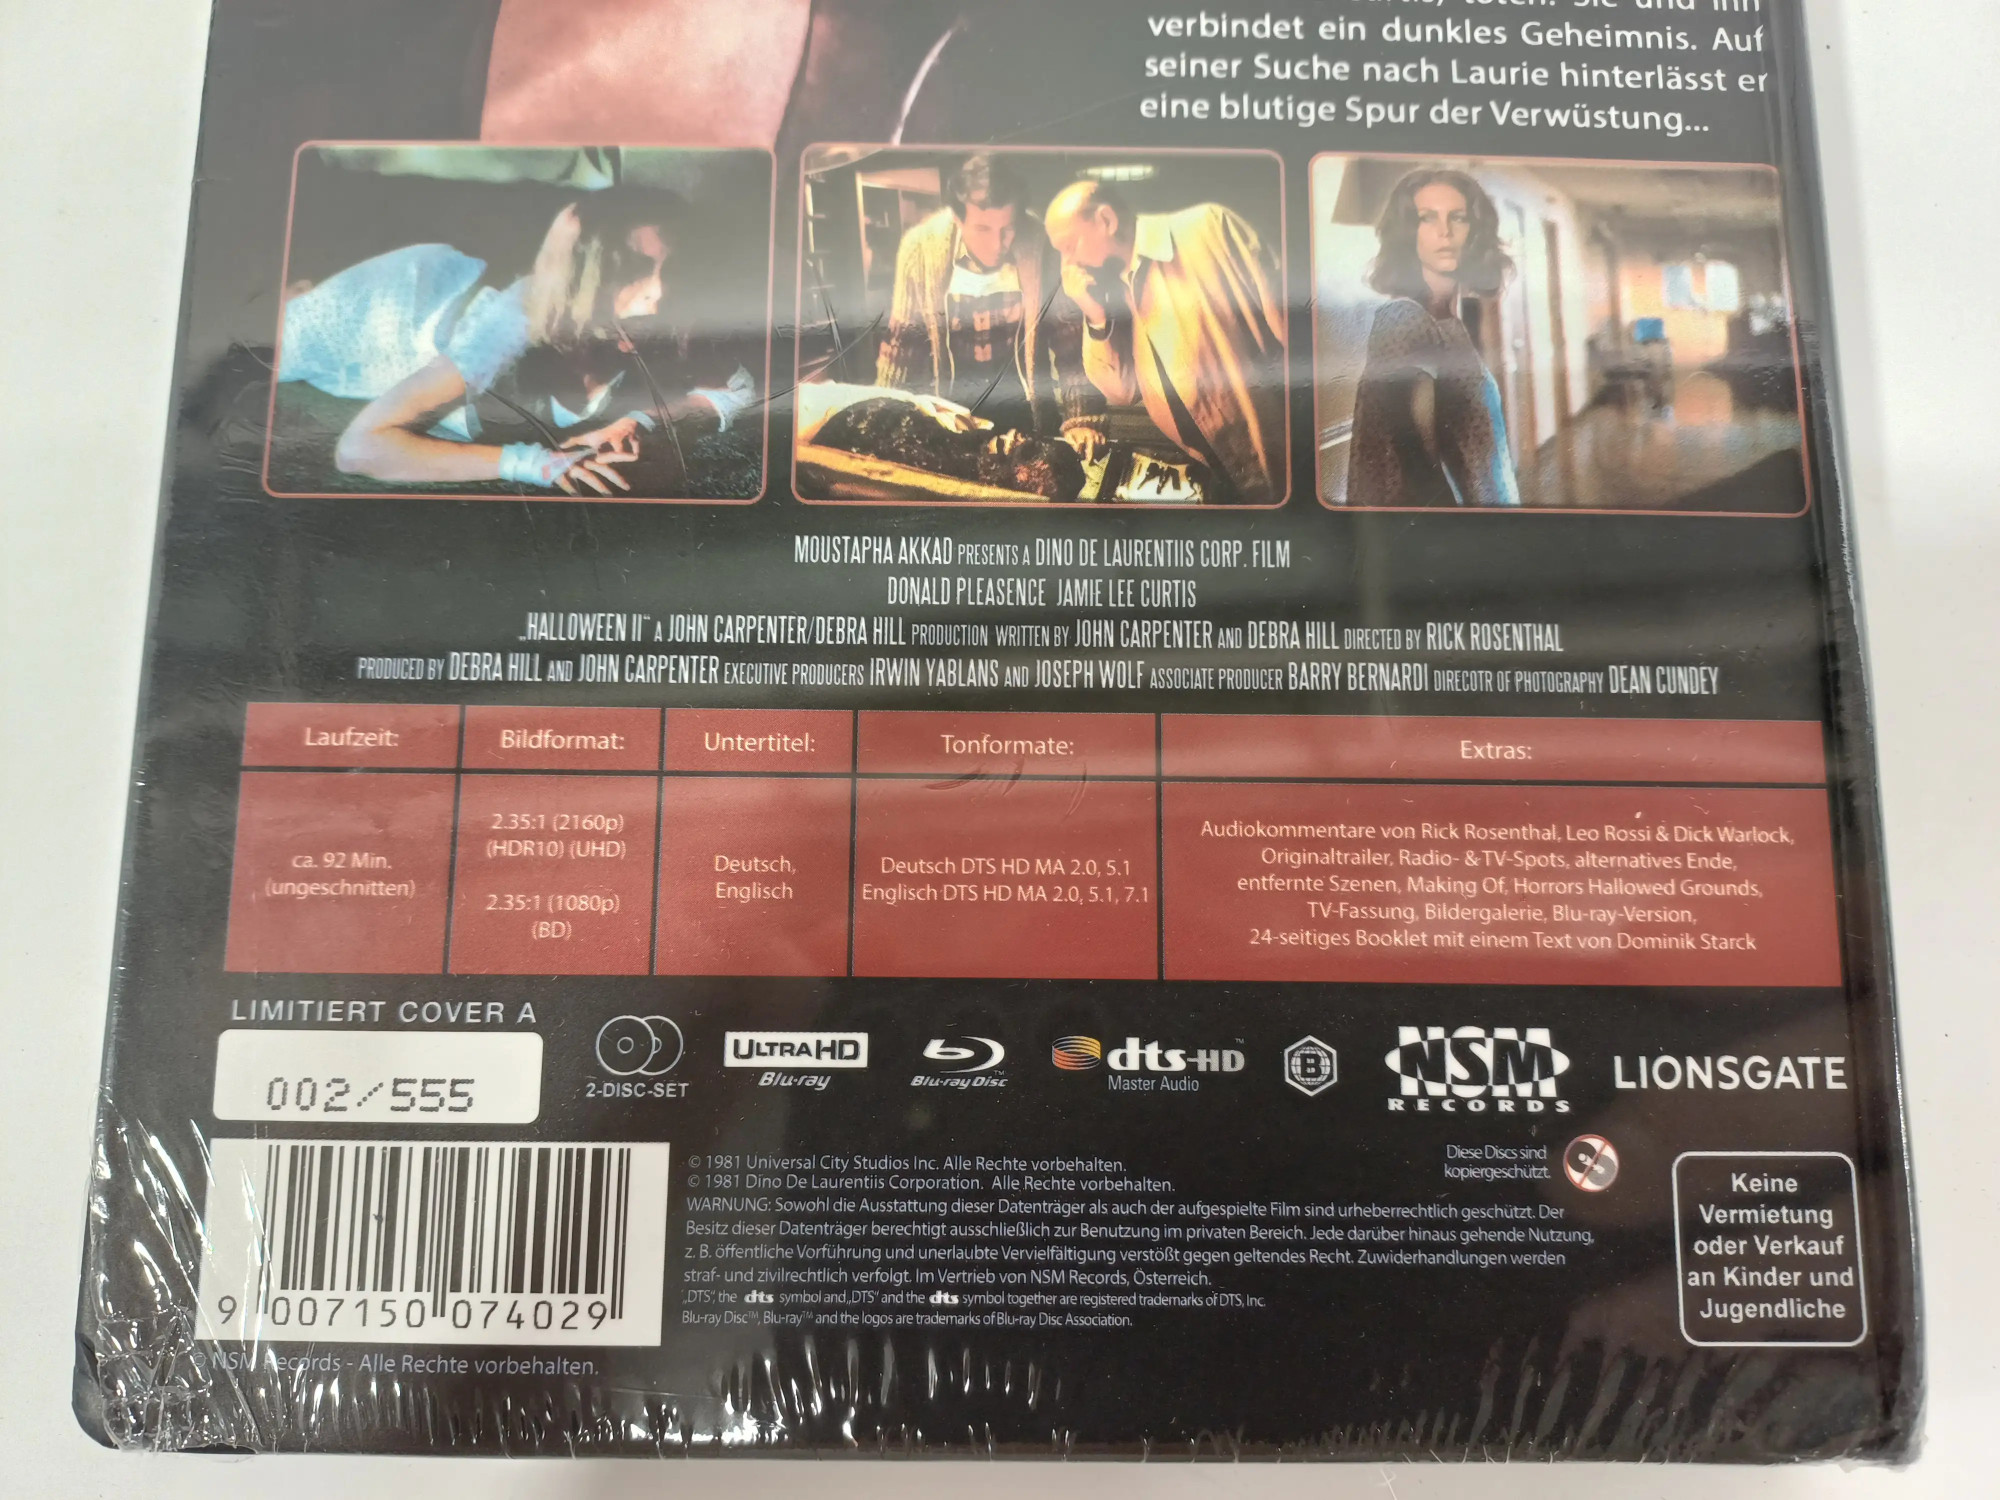 töten. Sie und ihn
verbindet ein dunkles Geheimnis. Auf
seiner Suche nach Laurie hinterlässt er
eine blutige Spur der Verwüstung...
MOUSTAPHA AKKAD PRESENTS A DINO DE LAURENTIIS CORP. FILM
DONALD PLEASENCE JAMIE LEE CURTIS
„HALLOWEEN II“ A JOHN CARPENTER/DEBRA HILL PRODUCTION WRITTEN BY JOHN CARPENTER AND DEBRA HILL DIRECTED BY RICK ROSENTHAL
PRODUCED BY DEBRA HILL AND JOHN CARPENTER EXECUTIVE PRODUCERS IRWIN YABLANS AND JOSEPH WOLF ASSOCIATE PRODUCER BARRY BERNARDI DIRECOTR OF PHOTOGRAPHY DEAN CUNDEY
Laufzeit:
ca. 92 Min.
(ungeschnitten)
Bildformat:
2.35:1 (2160p)
(HDR10) (UHD)
2.35:1 (1080p)
(BD)
Untertitel:
Deutsch,
Englisch
Tonformate:
Deutsch DTS HD MA 2.0, 5.1
Englisch DTS HD MA 2.0, 5.1, 7.1
Extras:
Audiokommentare von Rick Rosenthal, Leo Rossi & Dick Warlock,
Originaltrailer, Radio- & TV-Spots, alternatives Ende,
entfernte Szenen, Making Of, Horrors Hallowed Grounds,
TV-Fassung, Bildergalerie, Blu-ray-Version,
24-seitiges Booklet mit einem Text von Dominik Starck
LIMITIERT COVER A
002/555
2-DISC-SET
ULTRA HD
Blu-ray
Blu-ray Disc™
dts-HD™
Master Audio
NSM
RECORDS
LIONSGATE
9 007150 074029
© NSM Records - Alle Rechte vorbehalten.
© 1981 Universal City Studios Inc. Alle Rechte vorbehalten.
© 1981 Dino De Laurentiis Corporation. Alle Rechte vorbehalten.
WARNUNG: Sowohl die Ausstattung dieser Datenträger als auch der aufgespielte Film sind urheberrechtlich geschützt. Der
Besitz dieser Datenträger berechtigt ausschließlich zur Benutzung im privaten Bereich. Jede darüber hinaus gehende Nutzung,
z. B. öffentliche Vorführung und unerlaubte Vervielfältigung verstößt gegen geltendes Recht. Zuwiderhandlungen werden
straf- und zivilrechtlich verfolgt. Im Vertrieb von NSM Records, Österreich.
„DTS“, the dts symbol and „DTS“ and the dts symbol together are registered trademarks of DTS, Inc.
Blu-ray Disc™, Blu-ray™ and the logos are trademarks of Blu-ray Disc Association.
Diese Discs sind
kopiergeschützt.
Keine
Vermietung
oder Verkauf
an Kinder und
Jugendliche